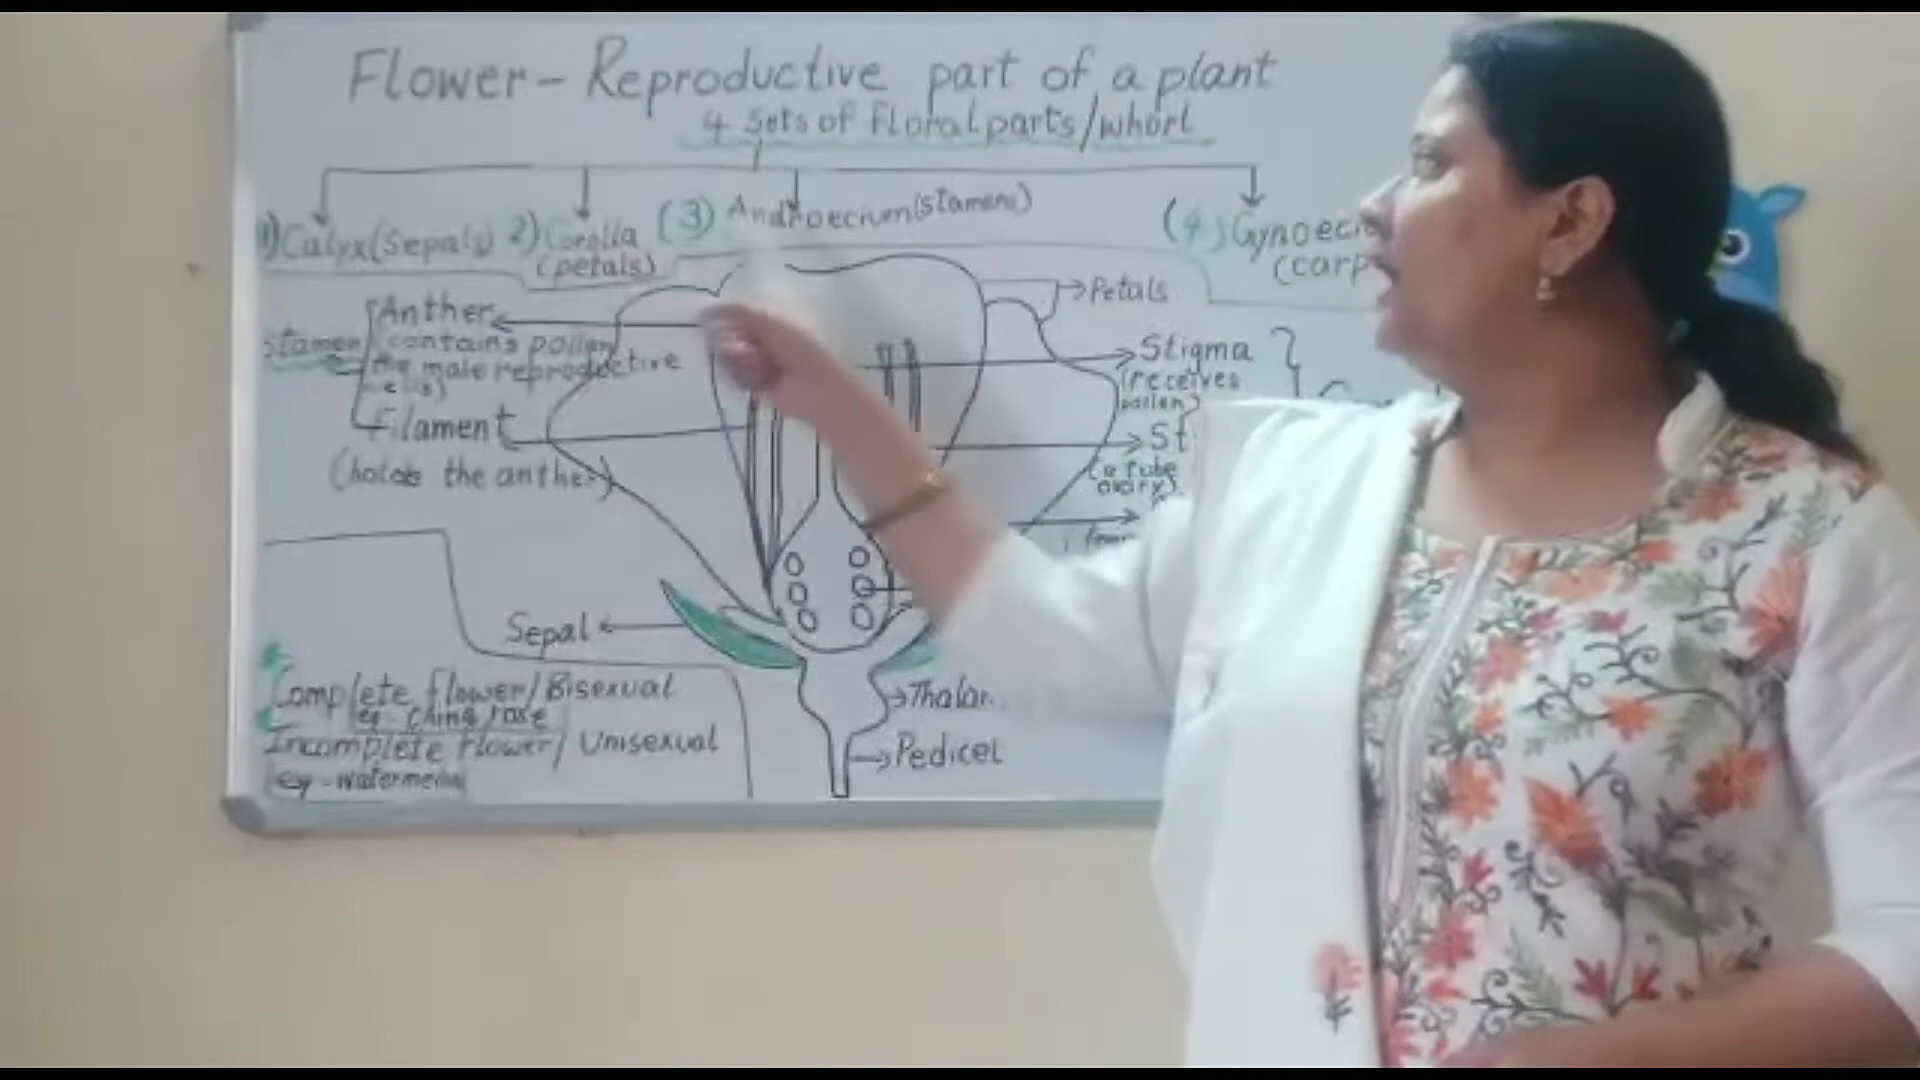 Flower - Reproductive part of a plant
4 Sets of Floral parts/whorl
1) Calyx (Sepals) 2) Corolla (3) Androecium (stamens) (4) Gynoeci
(petals) (carp
Petals
Anther
stamen (contains pollen
the male reproductive
cells)
Filament
(holds the anther)
Stigma
(receives
pollen)
St
(a tube
ovary)
Sepal
Thalam
Pedicel
Complete flower/Bisexual
eg - China rose
Incomplete flower/ Unisexual
eg - watermelon